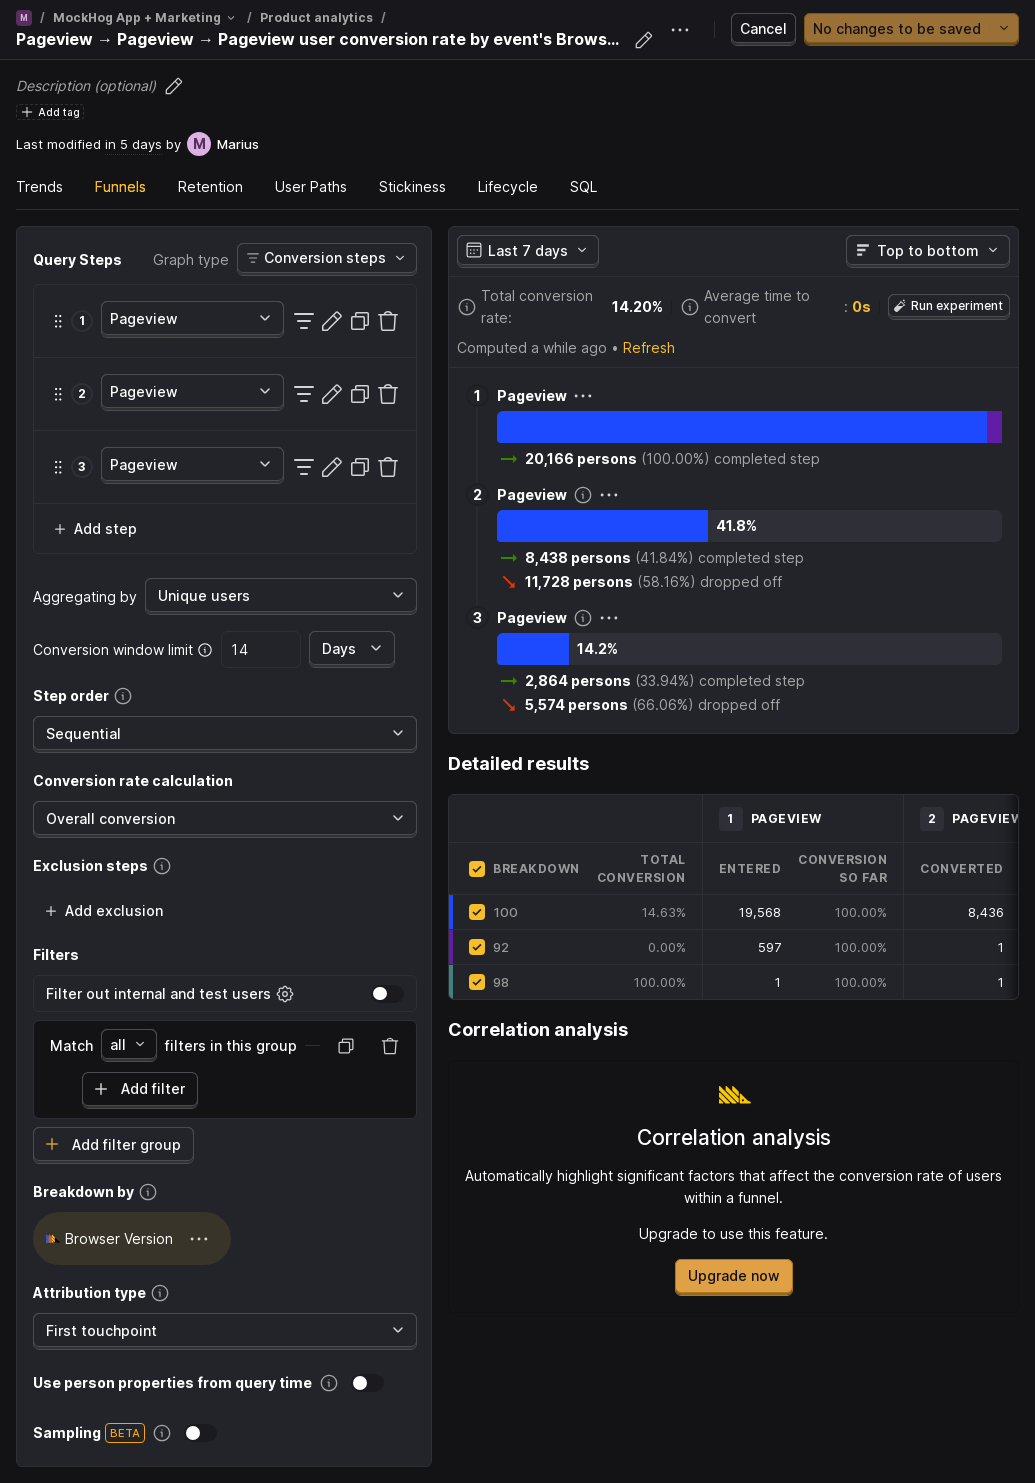 M / MockHog App + Marketing / Product analytics /
Pageview → Pageview → Pageview user conversion rate by event's Brows...
Cancel
No changes to be saved
Description (optional)
Add tag
Last modified in 5 days by M Marius
Trends Funnels Retention User Paths Stickiness Lifecycle SQL
Query Steps Graph type Conversion steps
1 Pageview
2 Pageview
3 Pageview
Add step
Aggregating by Unique users
Conversion window limit 14 Days
Step order
Sequential
Conversion rate calculation
Overall conversion
Exclusion steps
Add exclusion
Filters
Filter out internal and test users
Match all filters in this group
Add filter
Add filter group
Breakdown by
Browser Version
Attribution type
First touchpoint
Use person properties from query time
Sampling BETA
Last 7 days Top to bottom
Total conversion rate: 14.20% Average time to convert : 0s Run experiment
Computed a while ago • Refresh
1 Pageview
20,166 persons (100.00%) completed step
2 Pageview
41.8%
8,438 persons (41.84%) completed step
11,728 persons (58.16%) dropped off
3 Pageview
14.2%
2,864 persons (33.94%) completed step
5,574 persons (66.06%) dropped off
Detailed results
1 PAGEVIEW 2 PAGEVIEW
BREAKDOWN TOTAL CONVERSION ENTERED CONVERSION SO FAR CONVERTED
100 14.63% 19,568 100.00% 8,436
92 0.00% 597 100.00% 1
98 100.00% 1 100.00% 1
Correlation analysis
Correlation analysis
Automatically highlight significant factors that affect the conversion rate of users
within a funnel.
Upgrade to use this feature.
Upgrade now